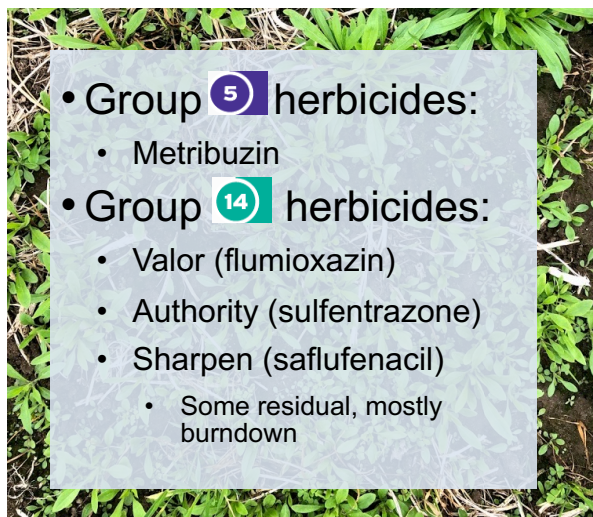 • Group 5 herbicides:
• Metribuzin
• Group 14 herbicides:
• Valor (flumioxazin)
• Authority (sulfentrazone)
• Sharpen (saflufenacil)
• Some residual, mostly
burndown